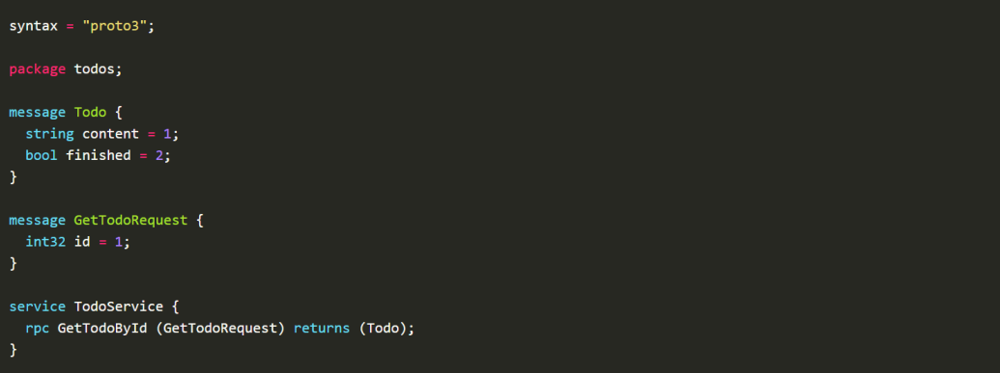 syntax = "proto3";
package todos;
message Todo {
  string content = 1;
  bool finished = 2;
}
message GetTodoRequest {
  int32 id = 1;
}
service TodoService {
  rpc GetTodoById (GetTodoRequest) returns (Todo);
}